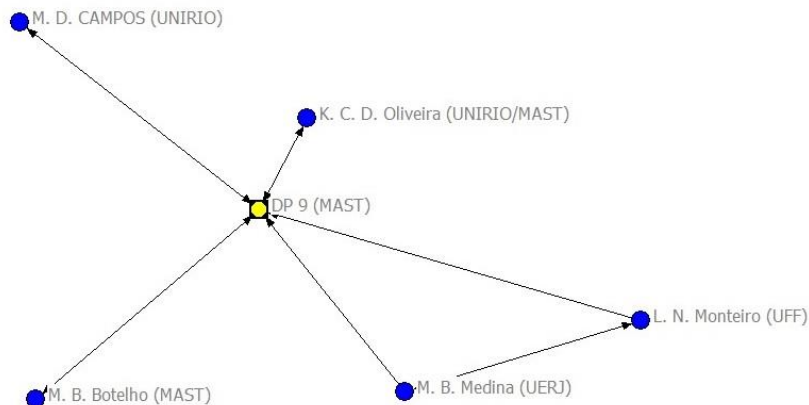 M. D. CAMPOS (UNIRIO)
K. C. D. Oliveira (UNIRIO/MAST)
DP 9 (MAST)
L. N. Monteiro (UFF)
M. B. Medina (UERJ)
M. B. Botelho (MAST)